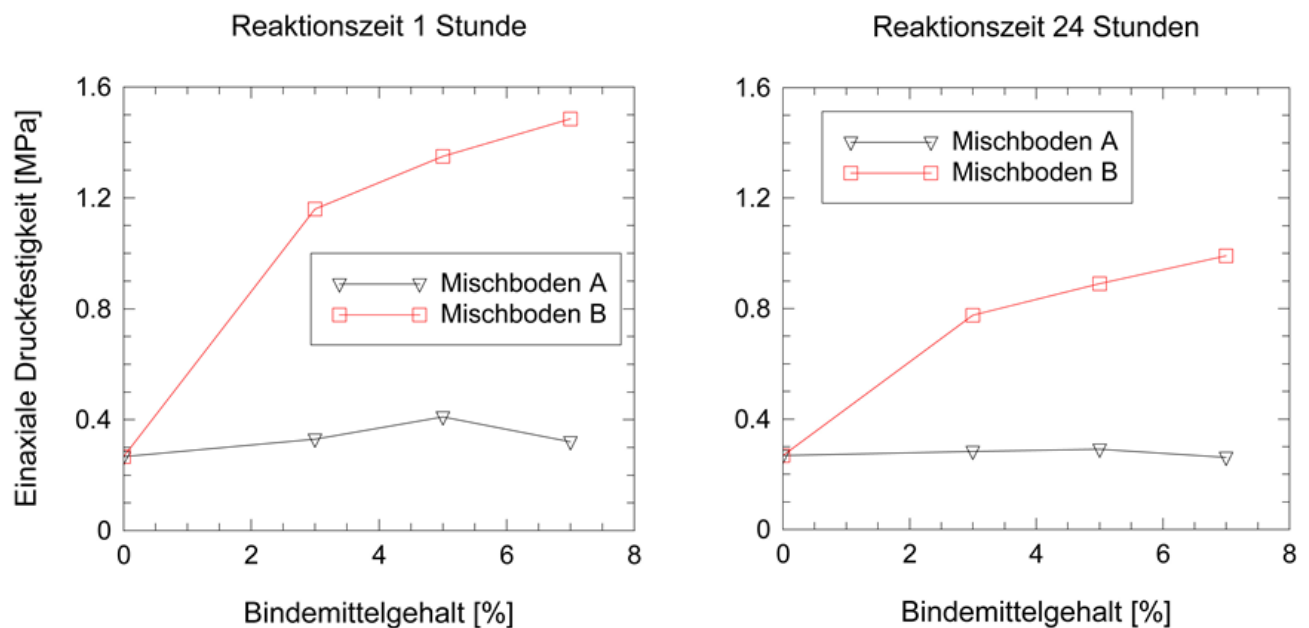 Reaktionszeit 1 Stunde
Einaxiale Druckfestigkeit [MPa]
1.6
1.2
0.8
0.4
0
Mischboden A
Mischboden B
0 2 4 6 8
Bindemittelgehalt [%]
Reaktionszeit 24 Stunden
1.6
1.2
0.8
0.4
0
Mischboden A
Mischboden B
0 2 4 6 8
Bindemittelgehalt [%]